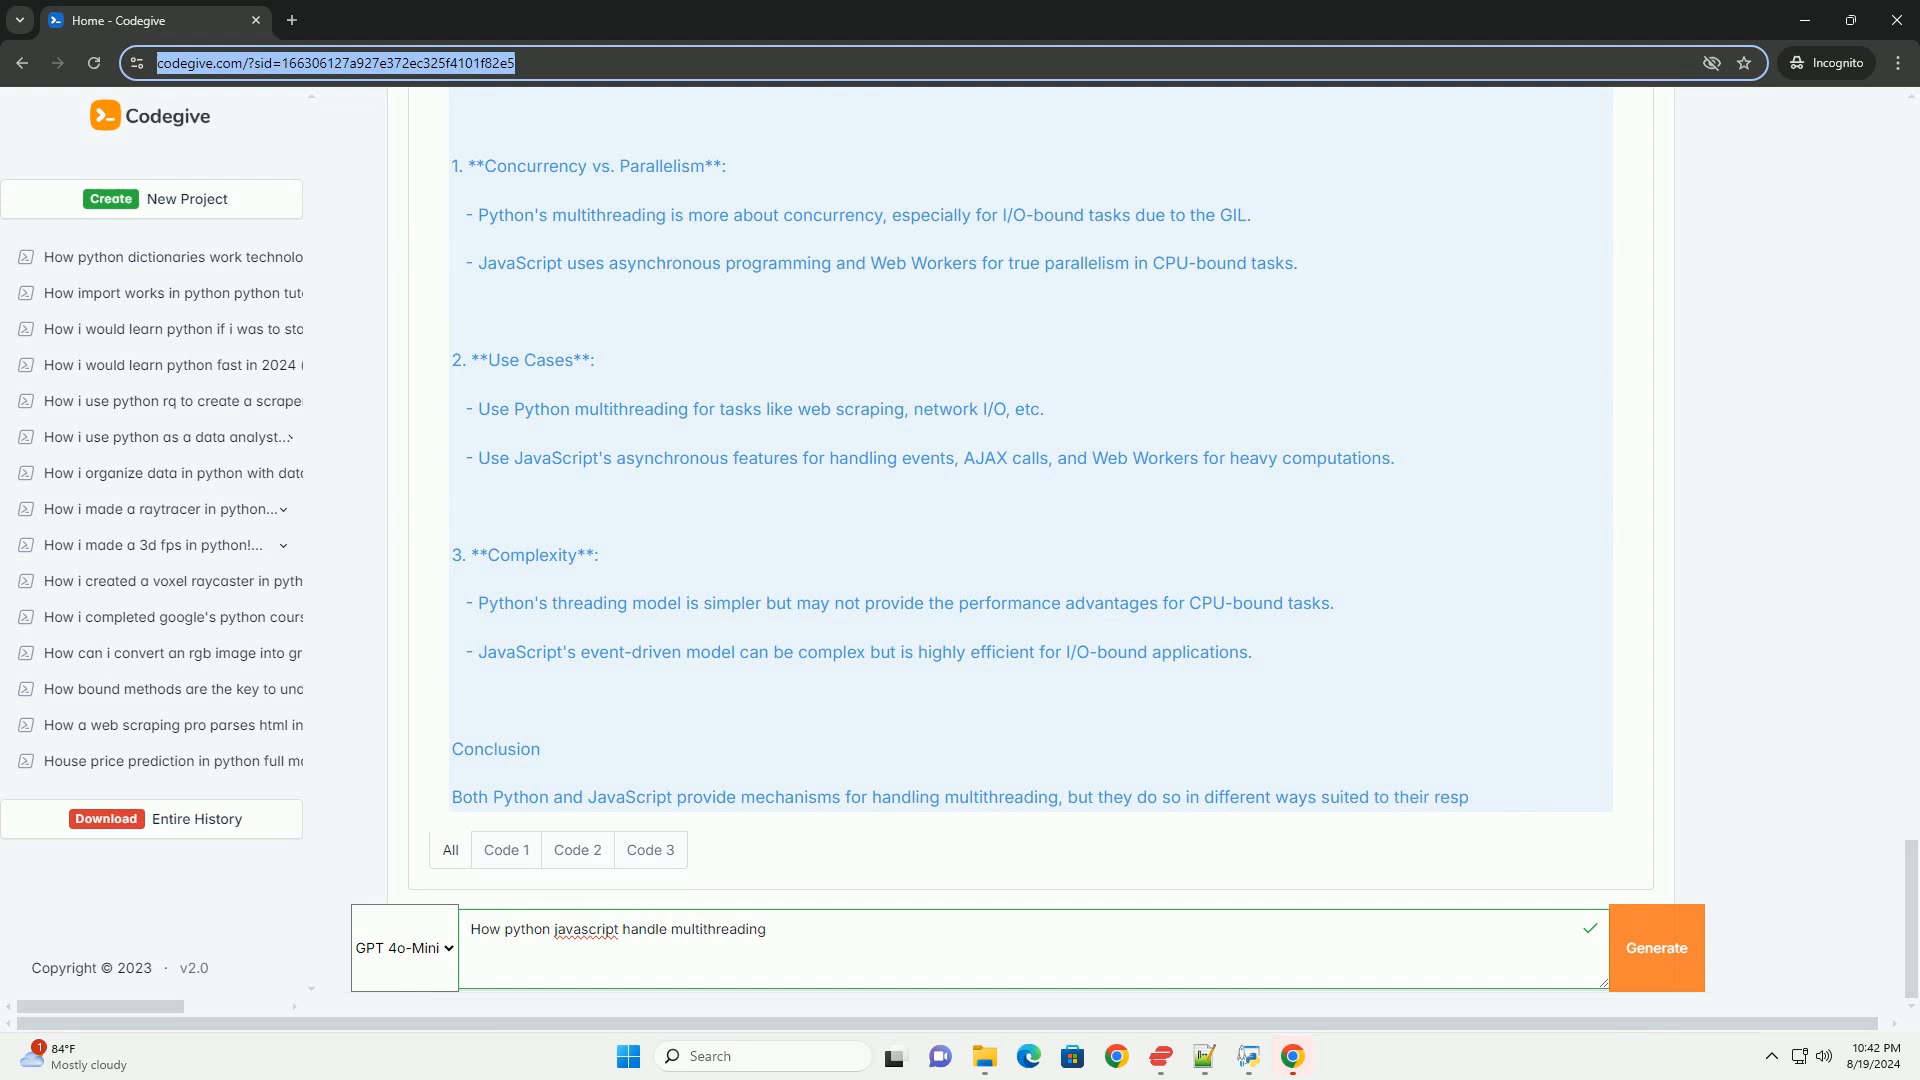 Home - Codegive
codegive.com/?sid=166306127a927e372ec325f4101f82e5
Incognito
Codegive
Create New Project
How python dictionaries work technolo
How import works in python python tut
How i would learn python if i was to sta
How i would learn python fast in 2024 (
How i use python rq to create a scrape
How i use python as a data analyst...
How i organize data in python with data
How i made a raytracer in python...
How i made a 3d fps in python!...
How i created a voxel raycaster in pyth
How i completed google's python cours
How can i convert an rgb image into gr
How bound methods are the key to und
How a web scraping pro parses html in
House price prediction in python full ma
Download Entire History
Copyright © 2023 · v2.0
1. **Concurrency vs. Parallelism**:
- Python's multithreading is more about concurrency, especially for I/O-bound tasks due to the GIL.
- JavaScript uses asynchronous programming and Web Workers for true parallelism in CPU-bound tasks.
2. **Use Cases**:
- Use Python multithreading for tasks like web scraping, network I/O, etc.
- Use JavaScript's asynchronous features for handling events, AJAX calls, and Web Workers for heavy computations.
3. **Complexity**:
- Python's threading model is simpler but may not provide the performance advantages for CPU-bound tasks.
- JavaScript's event-driven model can be complex but is highly efficient for I/O-bound applications.
Conclusion
Both Python and JavaScript provide mechanisms for handling multithreading, but they do so in different ways suited to their resp
All Code 1 Code 2 Code 3
GPT 4o-Mini
How python javascript handle multithreading
Generate
1
84°F
Mostly cloudy
Search
10:42 PM
8/19/2024